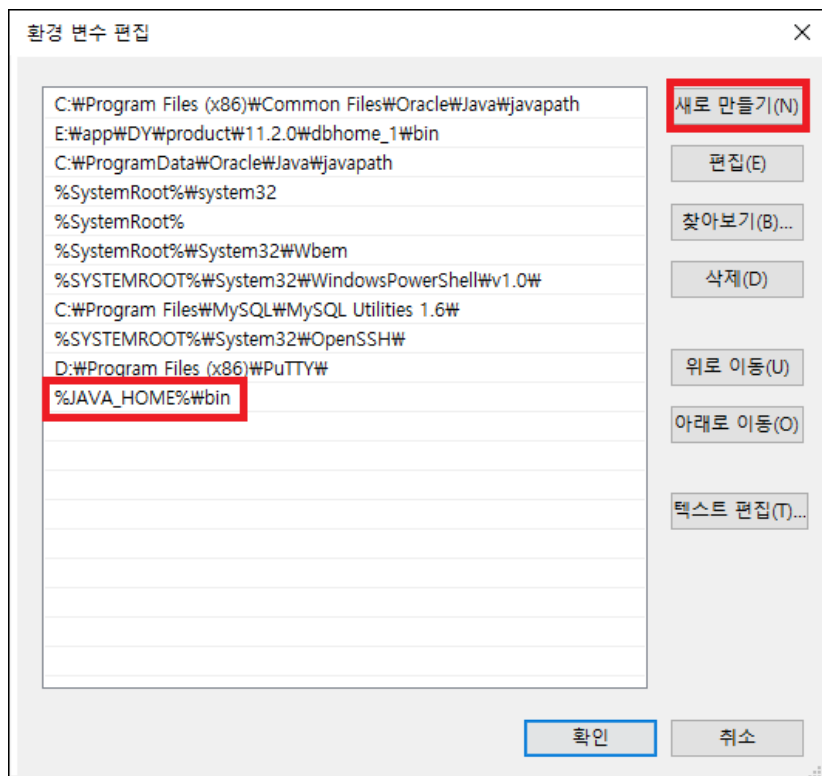 환경 변수 편집
C:₩Program Files (x86)₩Common Files₩Oracle₩Java₩javapath
새로 만들기(N)
E:₩app₩DY₩product₩11.2.0₩dbhome_1₩bin
C:₩ProgramData₩Oracle₩Java₩javapath
편집(E)
%SystemRoot%₩system32
%SystemRoot%
찾아보기(B)...
%SystemRoot%₩System32₩Wbem
%SYSTEMROOT%₩System32₩WindowsPowerShell₩v1.0₩
삭제(D)
C:₩Program Files₩MySQL₩MySQL Utilities 1.6₩
%SYSTEMROOT%₩System32₩OpenSSH₩
D:₩Program Files (x86)₩PuTTY₩
위로 이동(U)
%JAVA_HOME%₩bin
아래로 이동(O)
텍스트 편집(T)...
확인
취소